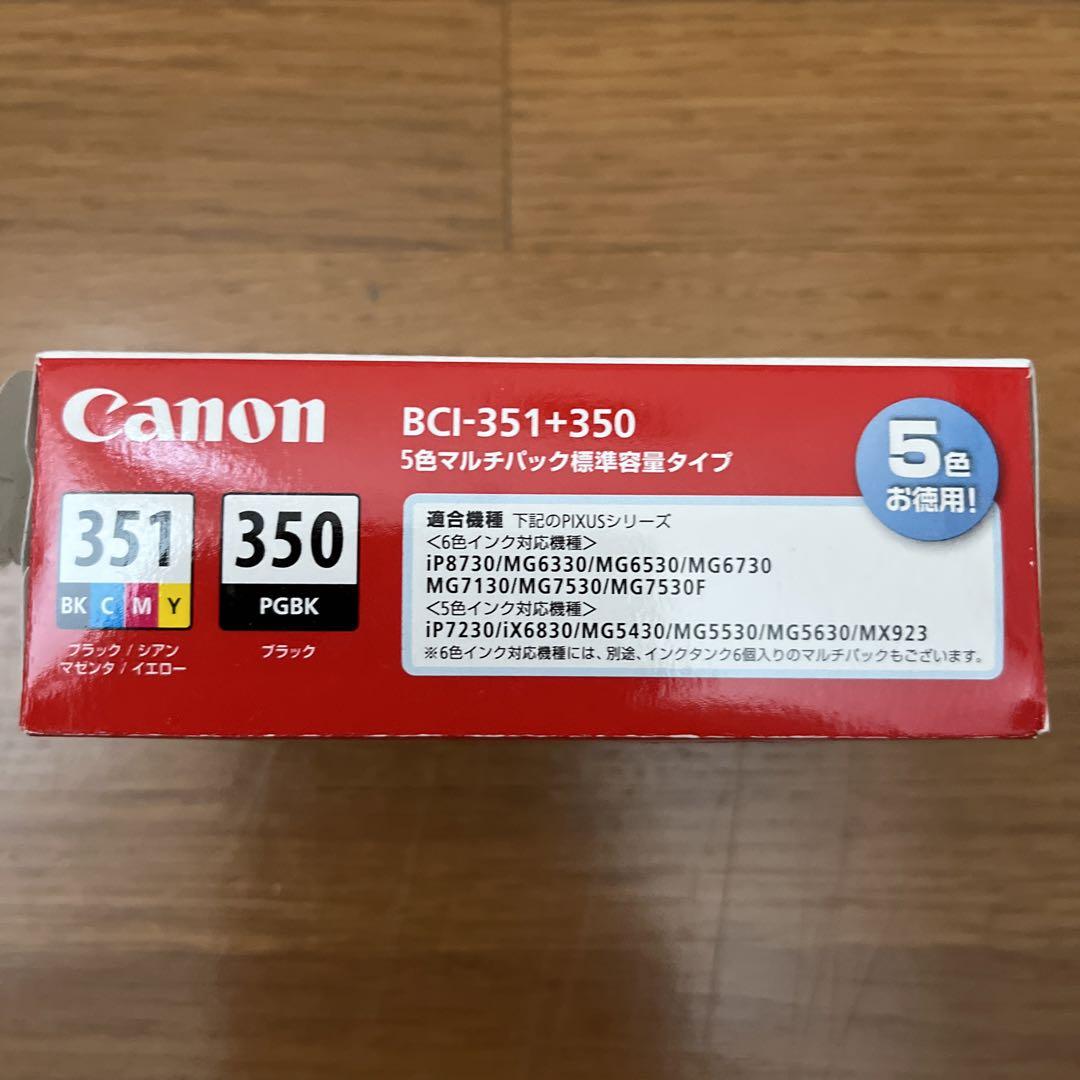 Canon
BCI-351+350
5色マルチパック標準容量タイプ
5色
お徳用!
351
BK C M Y
ブラック / シアン
マゼンタ / イエロー
350
PGBK
ブラック
適合機種 下記のPIXUSシリーズ
<6色インク対応機種>
iP8730/MG6330/MG6530/MG6730
MG7130/MG7530/MG7530F
<5色インク対応機種>
iP7230/iX6830/MG5430/MG5530/MG5630/MX923
※6色インク対応機種には、別途、インクタンク6個入りのマルチパックもございます。